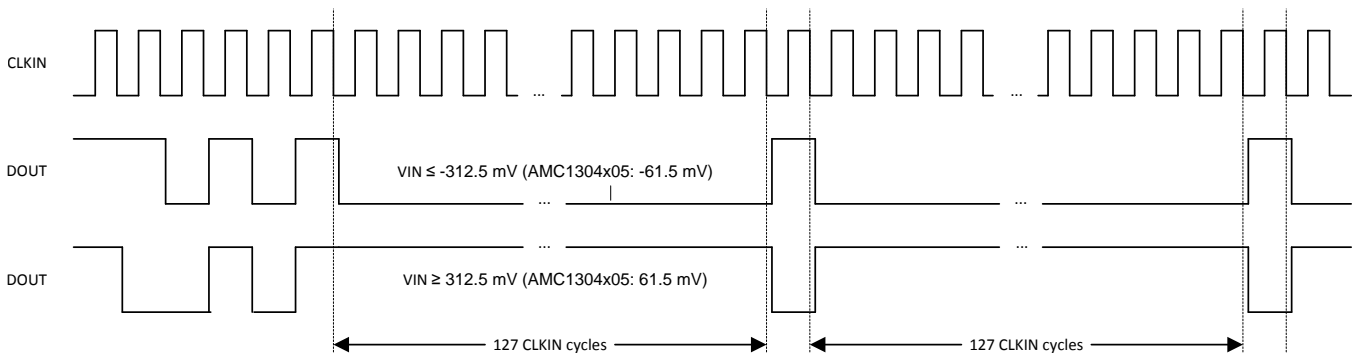 CLKIN
... ...
DOUT
VIN ≤ -312.5 mV (AMC1304x05: -61.5 mV)
... ...
... ...
DOUT
VIN ≥ 312.5 mV (AMC1304x05: 61.5 mV)
127 CLKIN cycles 127 CLKIN cycles